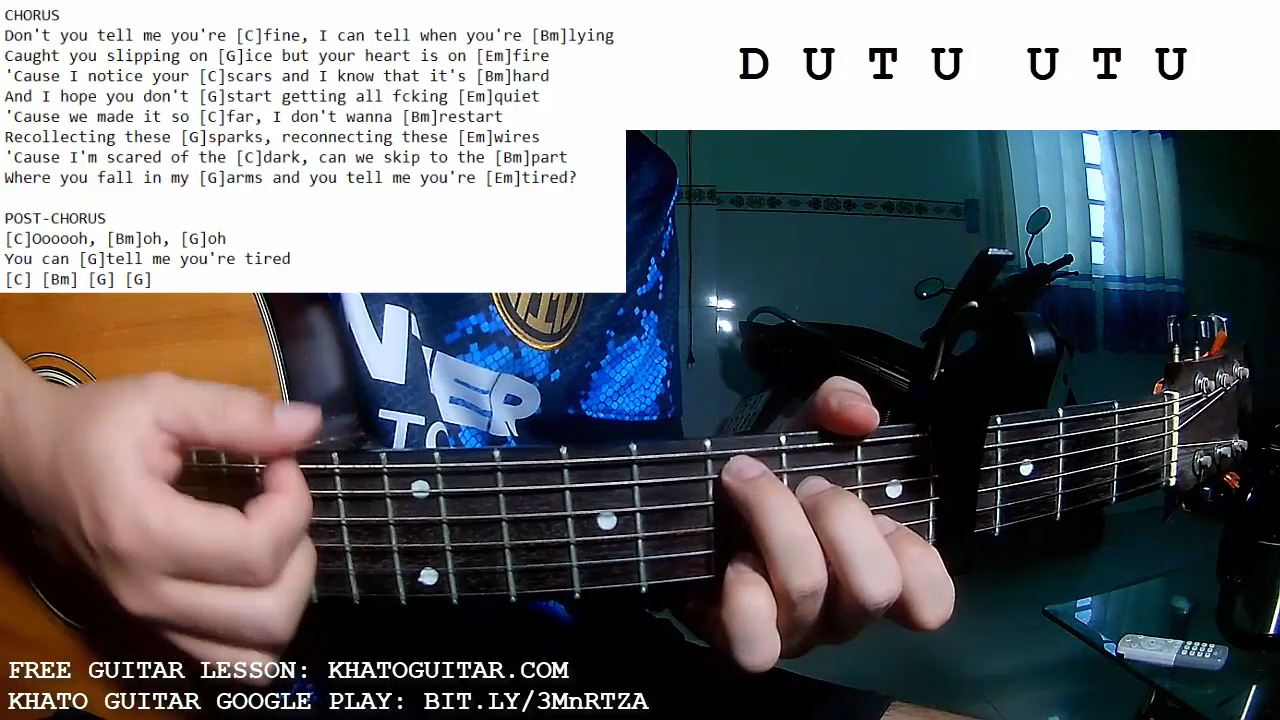 CHORUS
Don't you tell me you're [C]fine, I can tell when you're [Bm]lying
Caught you slipping on [G]ice but your heart is on [Em]fire
'Cause I notice your [C]scars and I know that it's [Bm]hard
And I hope you don't [G]start getting all fcking [Em]quiet
'Cause we made it so [C]far, I don't wanna [Bm]restart
Recollecting these [G]sparks, reconnecting these [Em]wires
'Cause I'm scared of the [C]dark, can we skip to the [Bm]part
Where you fall in my [G]arms and you tell me you're [Em]tired?
POST-CHORUS
[C]Oooooh, [Bm]oh, [G]oh
You can [G]tell me you're tired
[C] [Bm] [G] [G]
D U T U U T U
FREE GUITAR LESSON: KHATOGUITAR.COM
KHATO GUITAR GOOGLE PLAY: BIT.LY/3MnRTZA